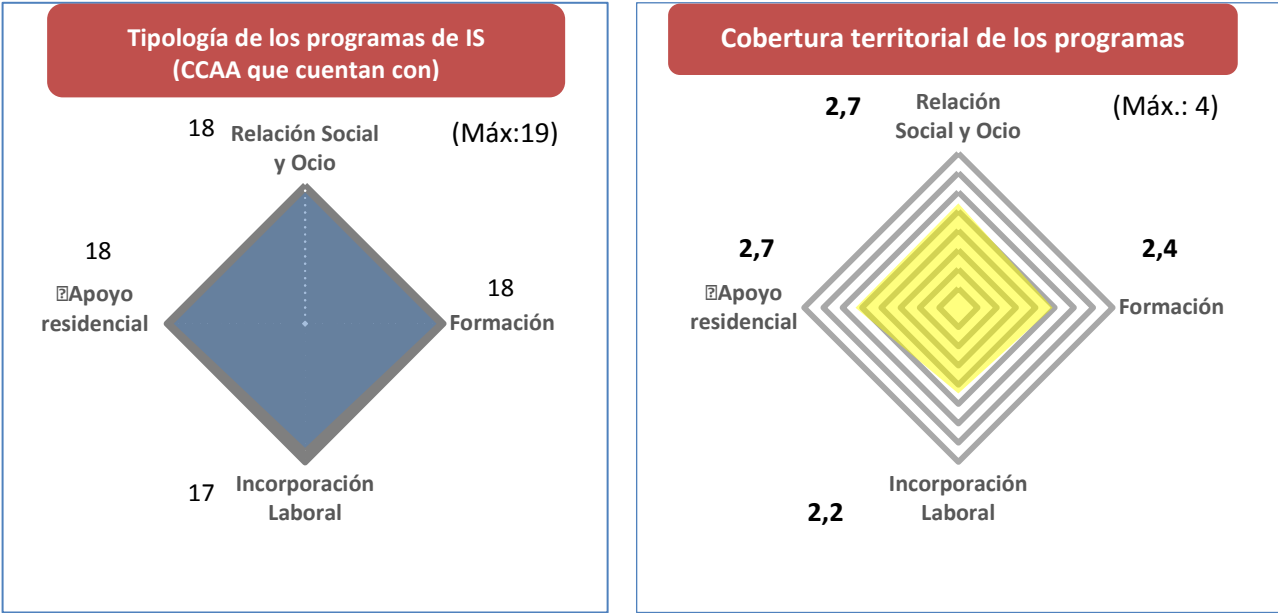 Tipología de los programas de IS
(CCAA que cuentan con)
18
Relación Social
y Ocio
(Máx:19)
18
Apoyo
residencial
18
Formación
17
Incorporación
Laboral
Cobertura territorial de los programas
2,7
Relación
Social y Ocio
(Máx.: 4)
2,7
Apoyo
residencial
2,4
Formación
2,2
Incorporación
Laboral